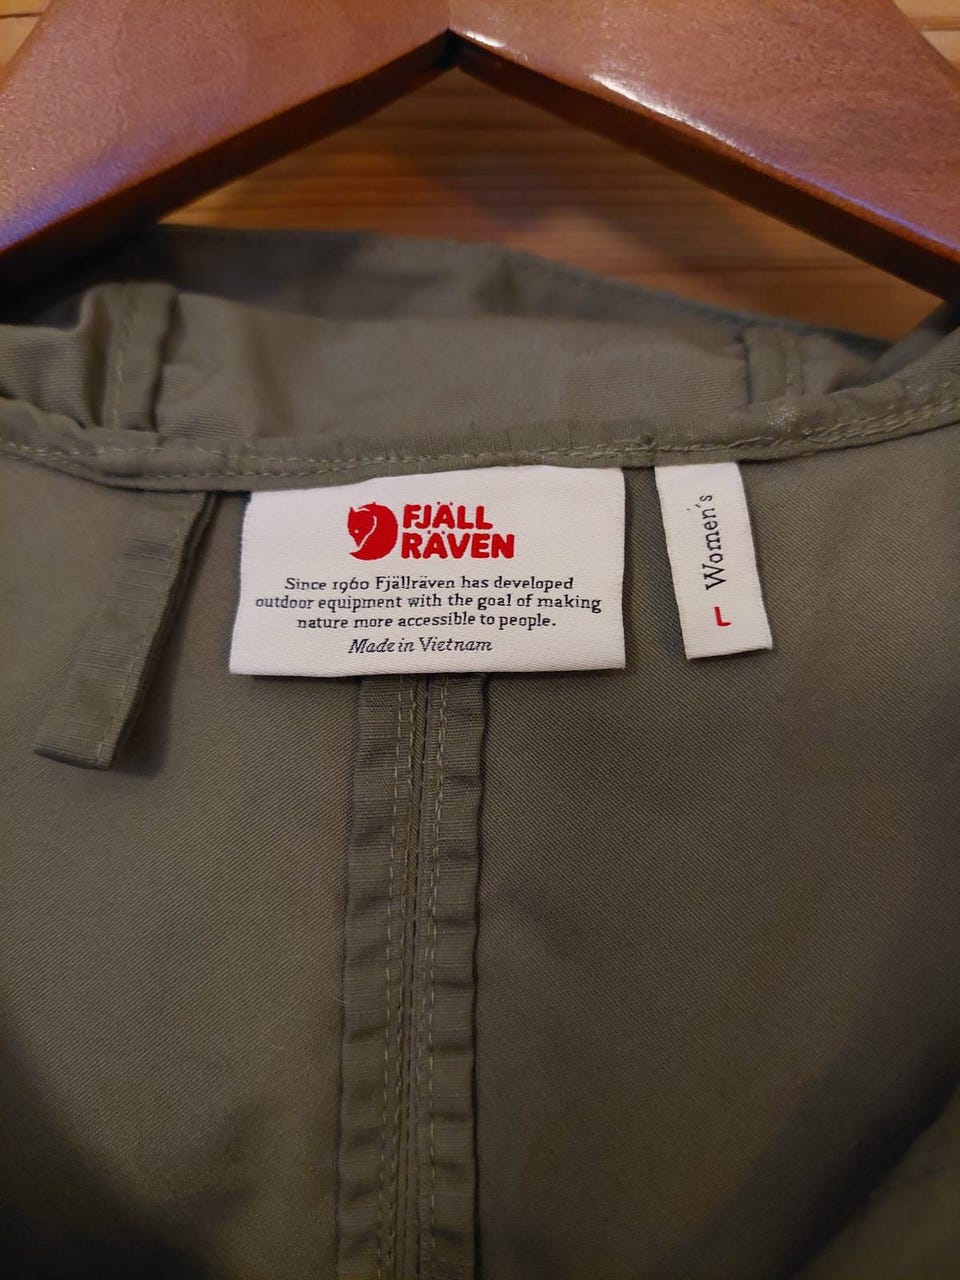 FJÄLL
RÄVEN
Since 1960 Fjällräven has developed
outdoor equipment with the goal of making
nature more accessible to people.
Made in Vietnam
Women's
L